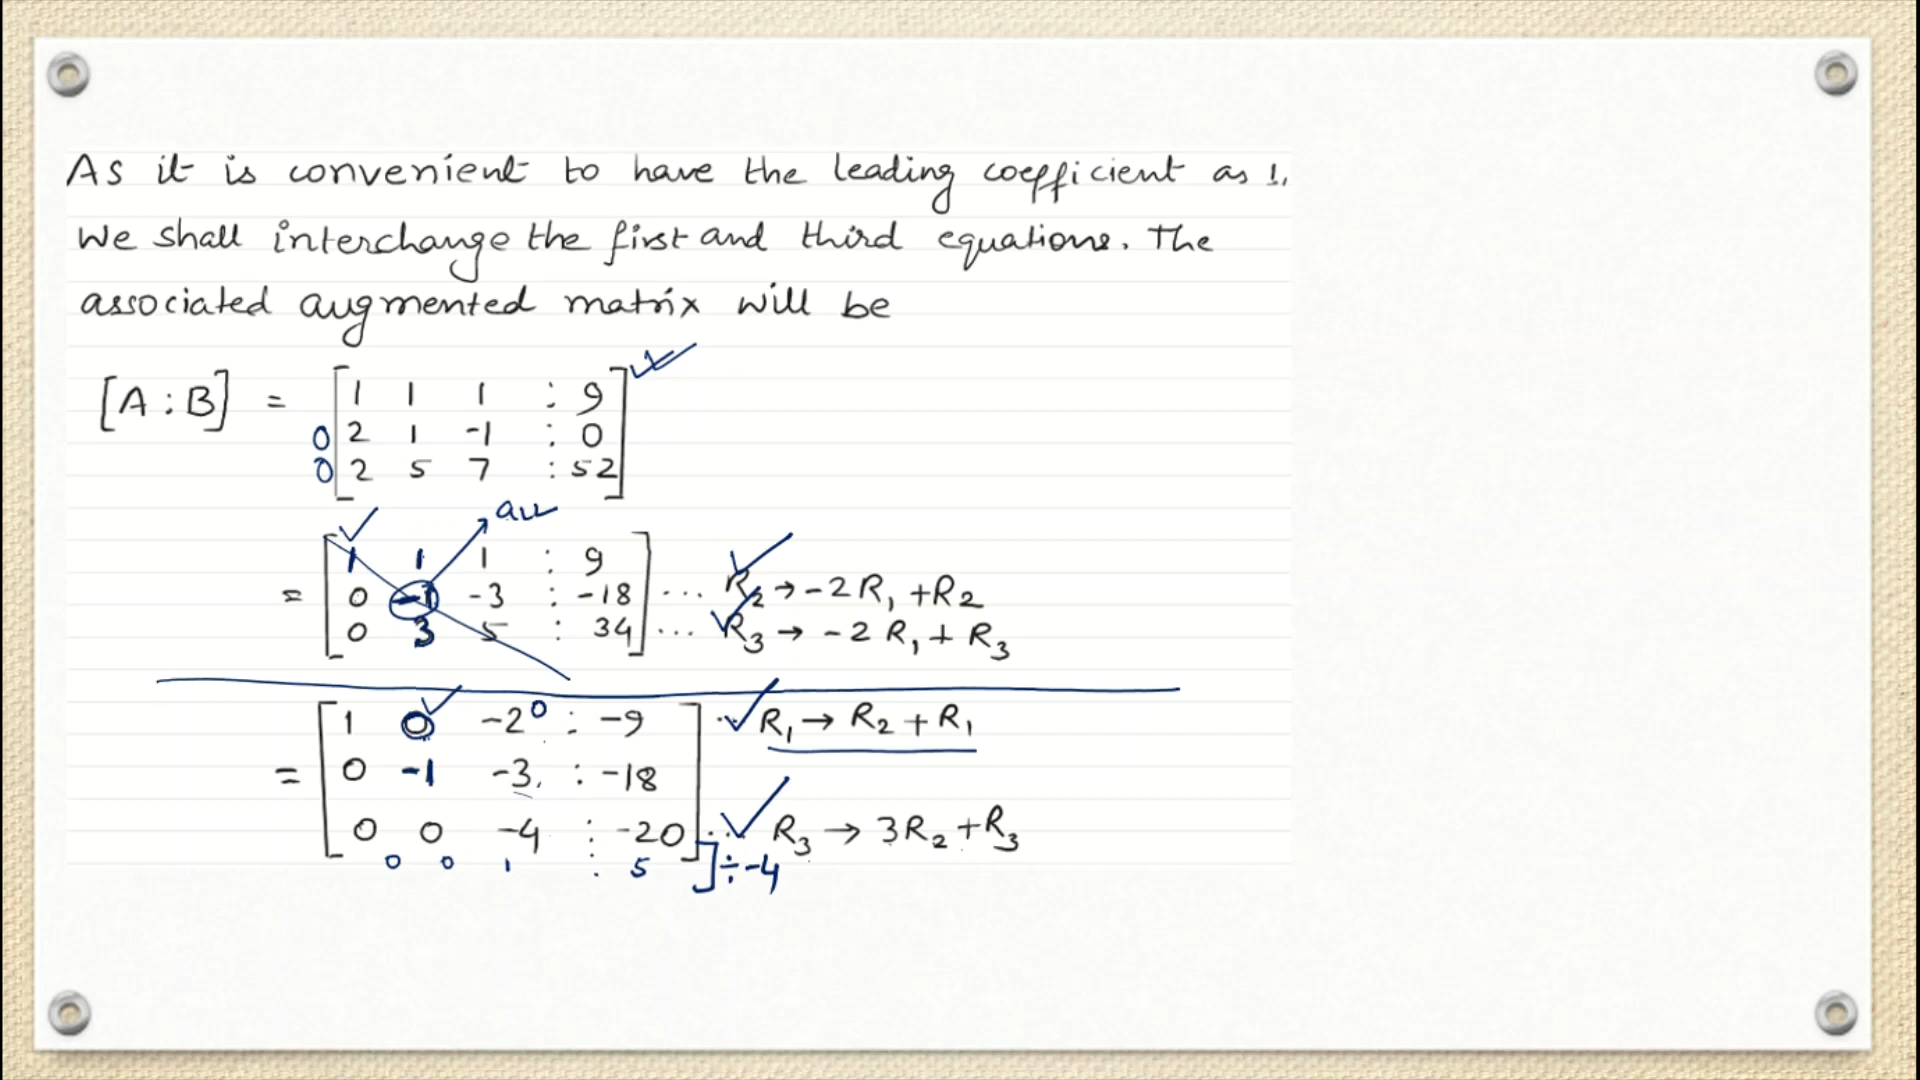 As it is convenient to have the leading coefficient as 1,
We shall interchange the first and third equations. The
associated augmented matrix will be
[A : B] = [1 1 1 : 9
0 2 1 -1 : 0
0 2 5 7 : 52]
a₂₂
= [1 1 1 : 9
0 -1 -3 : -18] ... R₂ → -2R₁ + R₂
0 3 5 : 34] ... R₃ → -2R₁ + R₃
= [1 0 -2 0 : -9] ... R₁ → R₂ + R₁
0 -1 -3 : -18
0 0 -4 : -20] ... R₃ → 3R₂ + R₃
0 0 1 : 5] ÷ -4